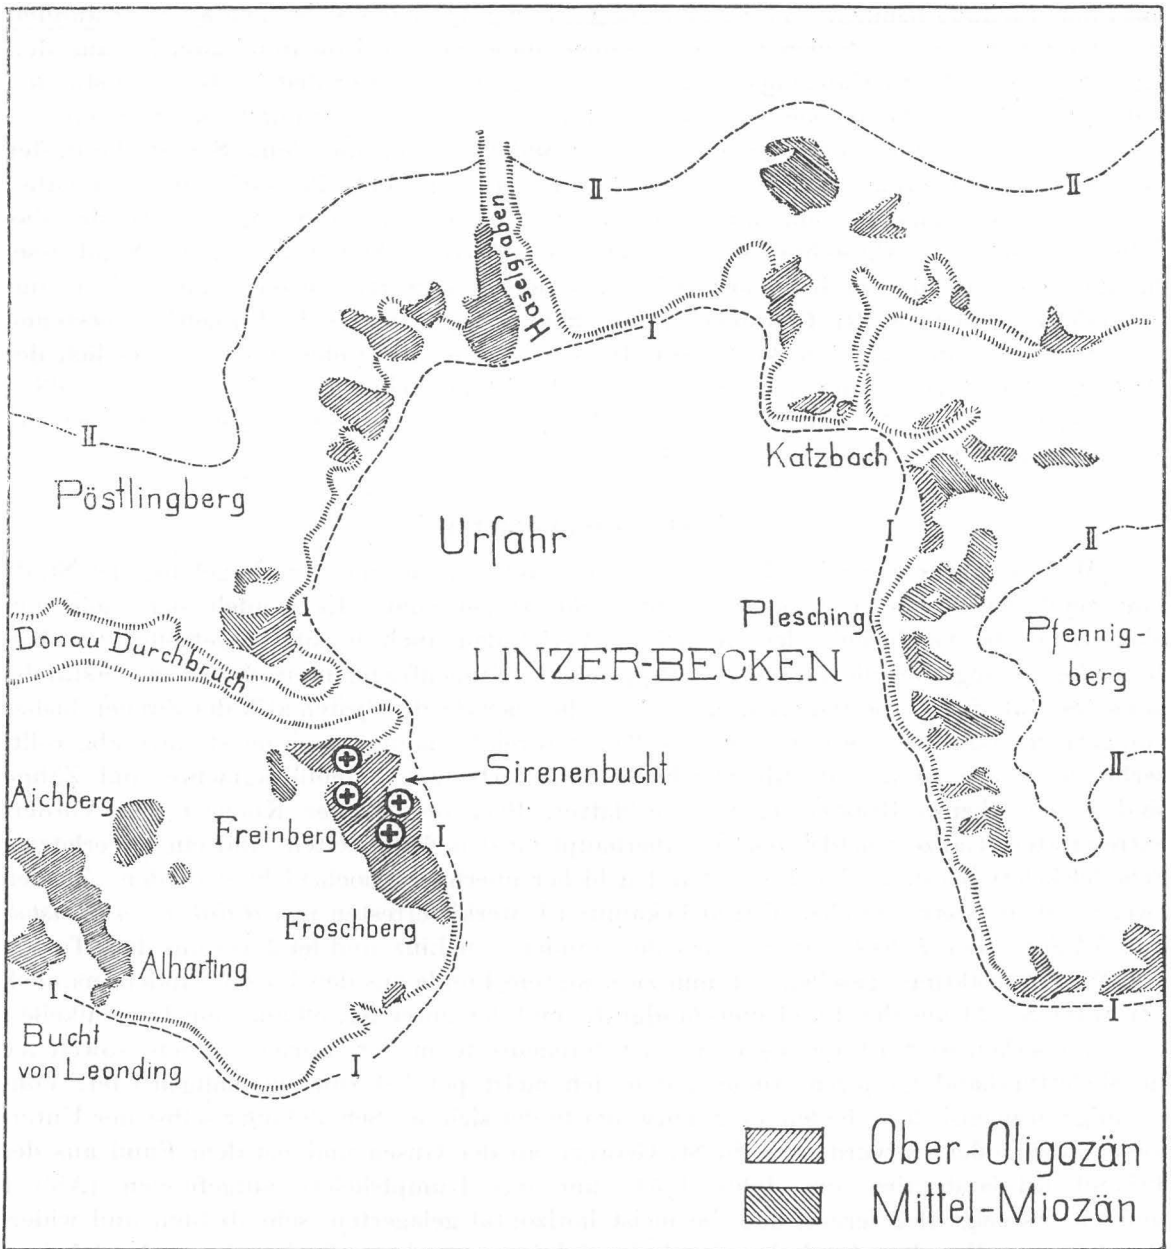 II
II
Haselgraben
I
II
Katzbach
Pöstlingberg
Urſahr
I
II
I
Plesching
Pfennig-
berg
Donau Durchbruch
LINZER-BECKEN
Sirenenbucht
II
Aichberg
Freinberg
I
Froschberg
Alharting
I
I
I
Bucht
von Leonding
Ober-Oligozän
Mittel-Miozän